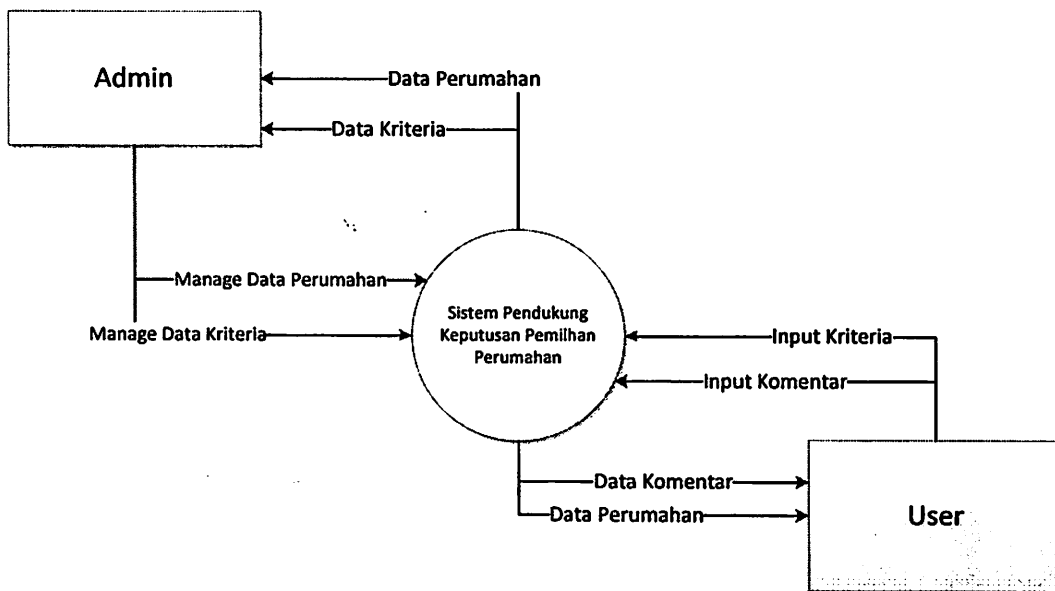 Admin
Data Perumahan
Data Kriteria
Manage Data Perumahan
Manage Data Kriteria
Sistem Pendukung
Keputusan Pemilhan
Perumahan
Input Kriteria
Input Komentar
Data Komentar
Data Perumahan
User